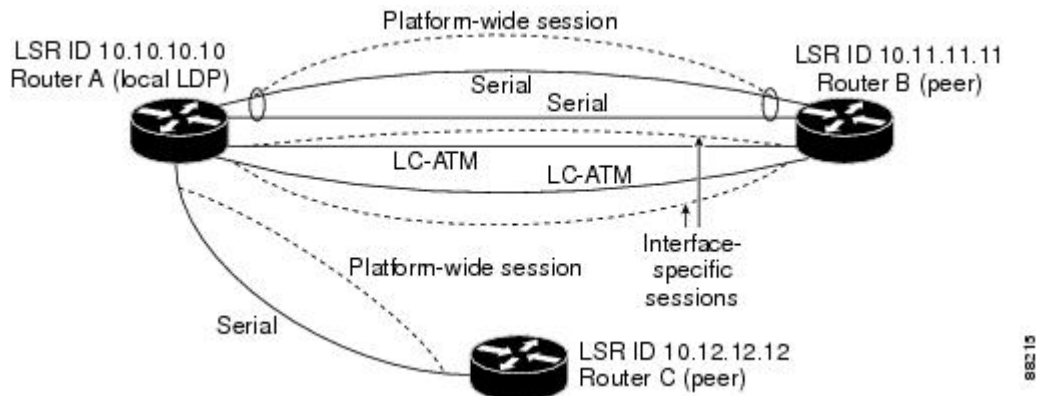 Platform-wide session
LSR ID 10.10.10.10
Router A (local LDP)
LSR ID 10.11.11.11
Router B (peer)
Serial
Serial
LC-ATM
LC-ATM
Interface-
specific
sessions
Platform-wide session
Serial
LSR ID 10.12.12.12
Router C (peer)
88215